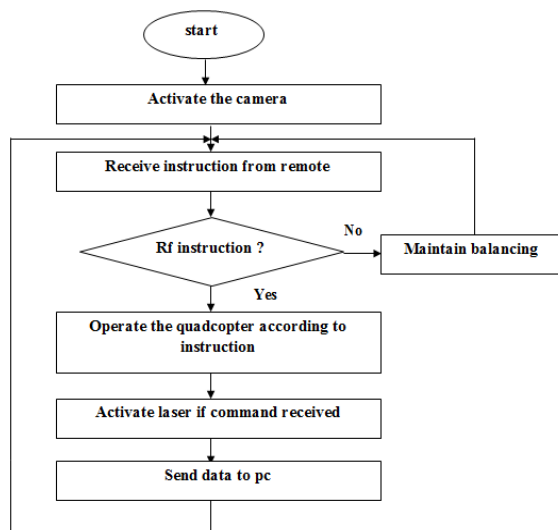 start
Activate the camera
Receive instruction from remote
Rf instruction ?
No
Maintain balancing
Yes
Operate the quadcopter according to
instruction
Activate laser if command received
Send data to pc